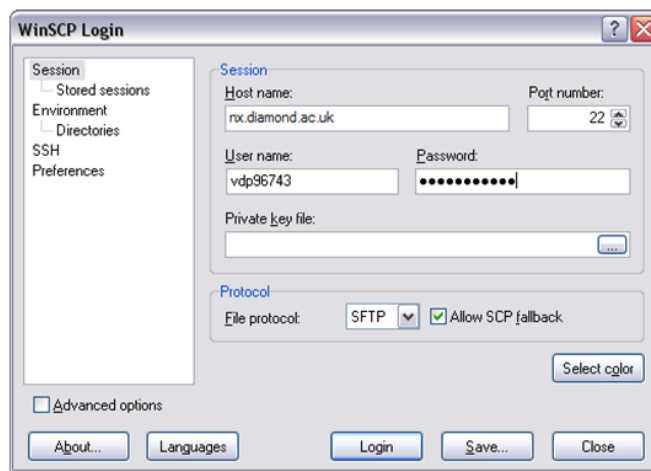 WinSCP Login
Session
Stored sessions
Environment
Directories
SSH
Preferences
Session
Host name:
Port number:
nx.diamond.ac.uk
22
User name:
Password:
vdp96743
●●●●●●●●●●●
Private key file:
...
Protocol
File protocol:
SFTP
Allow SCP fallback
Select color
Advanced options
About...
Languages
Login
Save...
Close